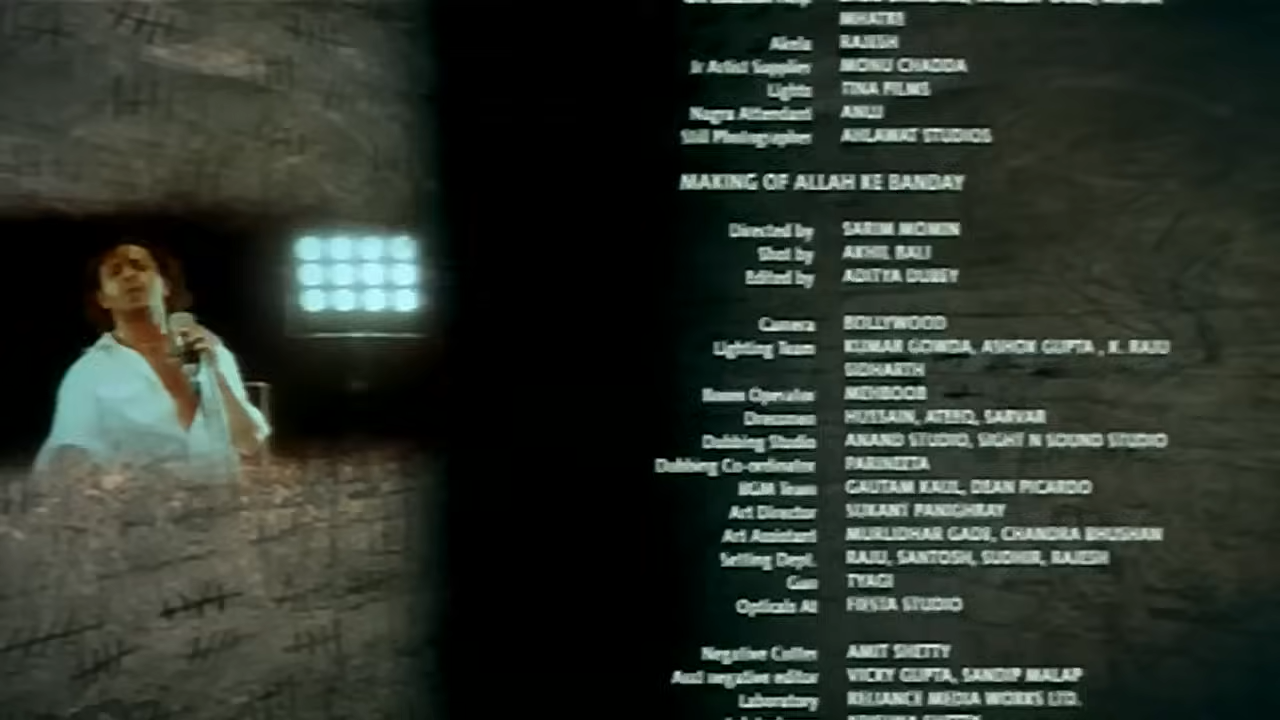 MHATRE
Akela RAJESH
Jr Artist Supplier MONU CHADDA
Lights TINA FILMS
Nagra Attendant ANUJ
Still Photographer AHLAWAT STUDIOS
MAKING OF ALLAH KE BANDAY
Directed by SARIM MOMIN
Shot by AKHIL BALI
Edited by ADITYA DUBEY
Camera BOLLYWOOD
Lighting Team KUMAR GOWDA, ASHOK GUPTA , K. RAJU
SIDHARTH
Boom Operator MEHBOOB
Dressmen HUSSAIN, ATEEQ, SARVAR
Dubbing Studio ANAND STUDIO, SIGHT N SOUND STUDIO
Dubbing Co-ordinator PARINEETA
BGM Team GAUTAM KAUL, DEAN PICARDO
Art Director SUKANT PANIGHRAY
Art Assistant MURLIDHAR GADE, CHANDRA BHUSHAN
Setting Dept. RAJU, SANTOSH, SUDHIR, RAJESH
Gun TYAGI
Opticals At FIESTA STUDIO
Negative Cutter AMIT SHETTY
Asst negative editor VICKY GUPTA, SANDIP MALAP
Laboratory RELIANCE MEDIA WORKS LTD.